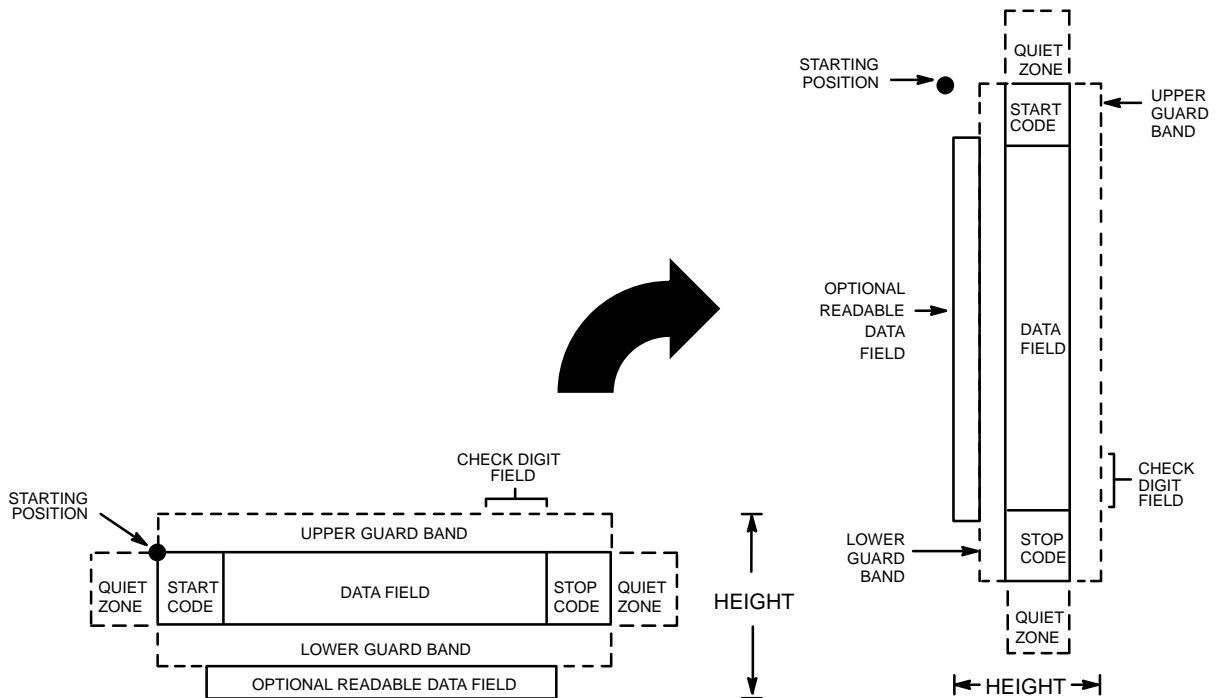 QUIET
ZONE
STARTING
POSITION
START
CODE
UPPER
GUARD
BAND
OPTIONAL
READABLE
DATA
FIELD
DATA
FIELD
CHECK
DIGIT
FIELD
LOWER
GUARD
BAND
STOP
CODE
QUIET
ZONE
HEIGHT
CHECK DIGIT
FIELD
STARTING
POSITION
UPPER GUARD BAND
QUIET
ZONE
START
CODE
DATA FIELD
STOP
CODE
QUIET
ZONE
HEIGHT
LOWER GUARD BAND
OPTIONAL READABLE DATA FIELD